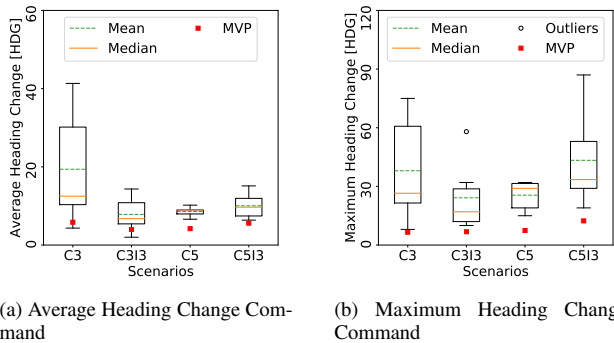 Average Heading Change [HDG]
60
40
20
0
Mean
Median
MVP
C3
C3I3
C5
C5I3
Scenarios
Maximum Heading Change [HDG]
120
90
60
30
0
Mean
Median
Outliers
MVP
C3
C3I3
C5
C5I3
Scenarios
(a) Average Heading Change Com-
mand
(b) Maximum Heading Chang
Command